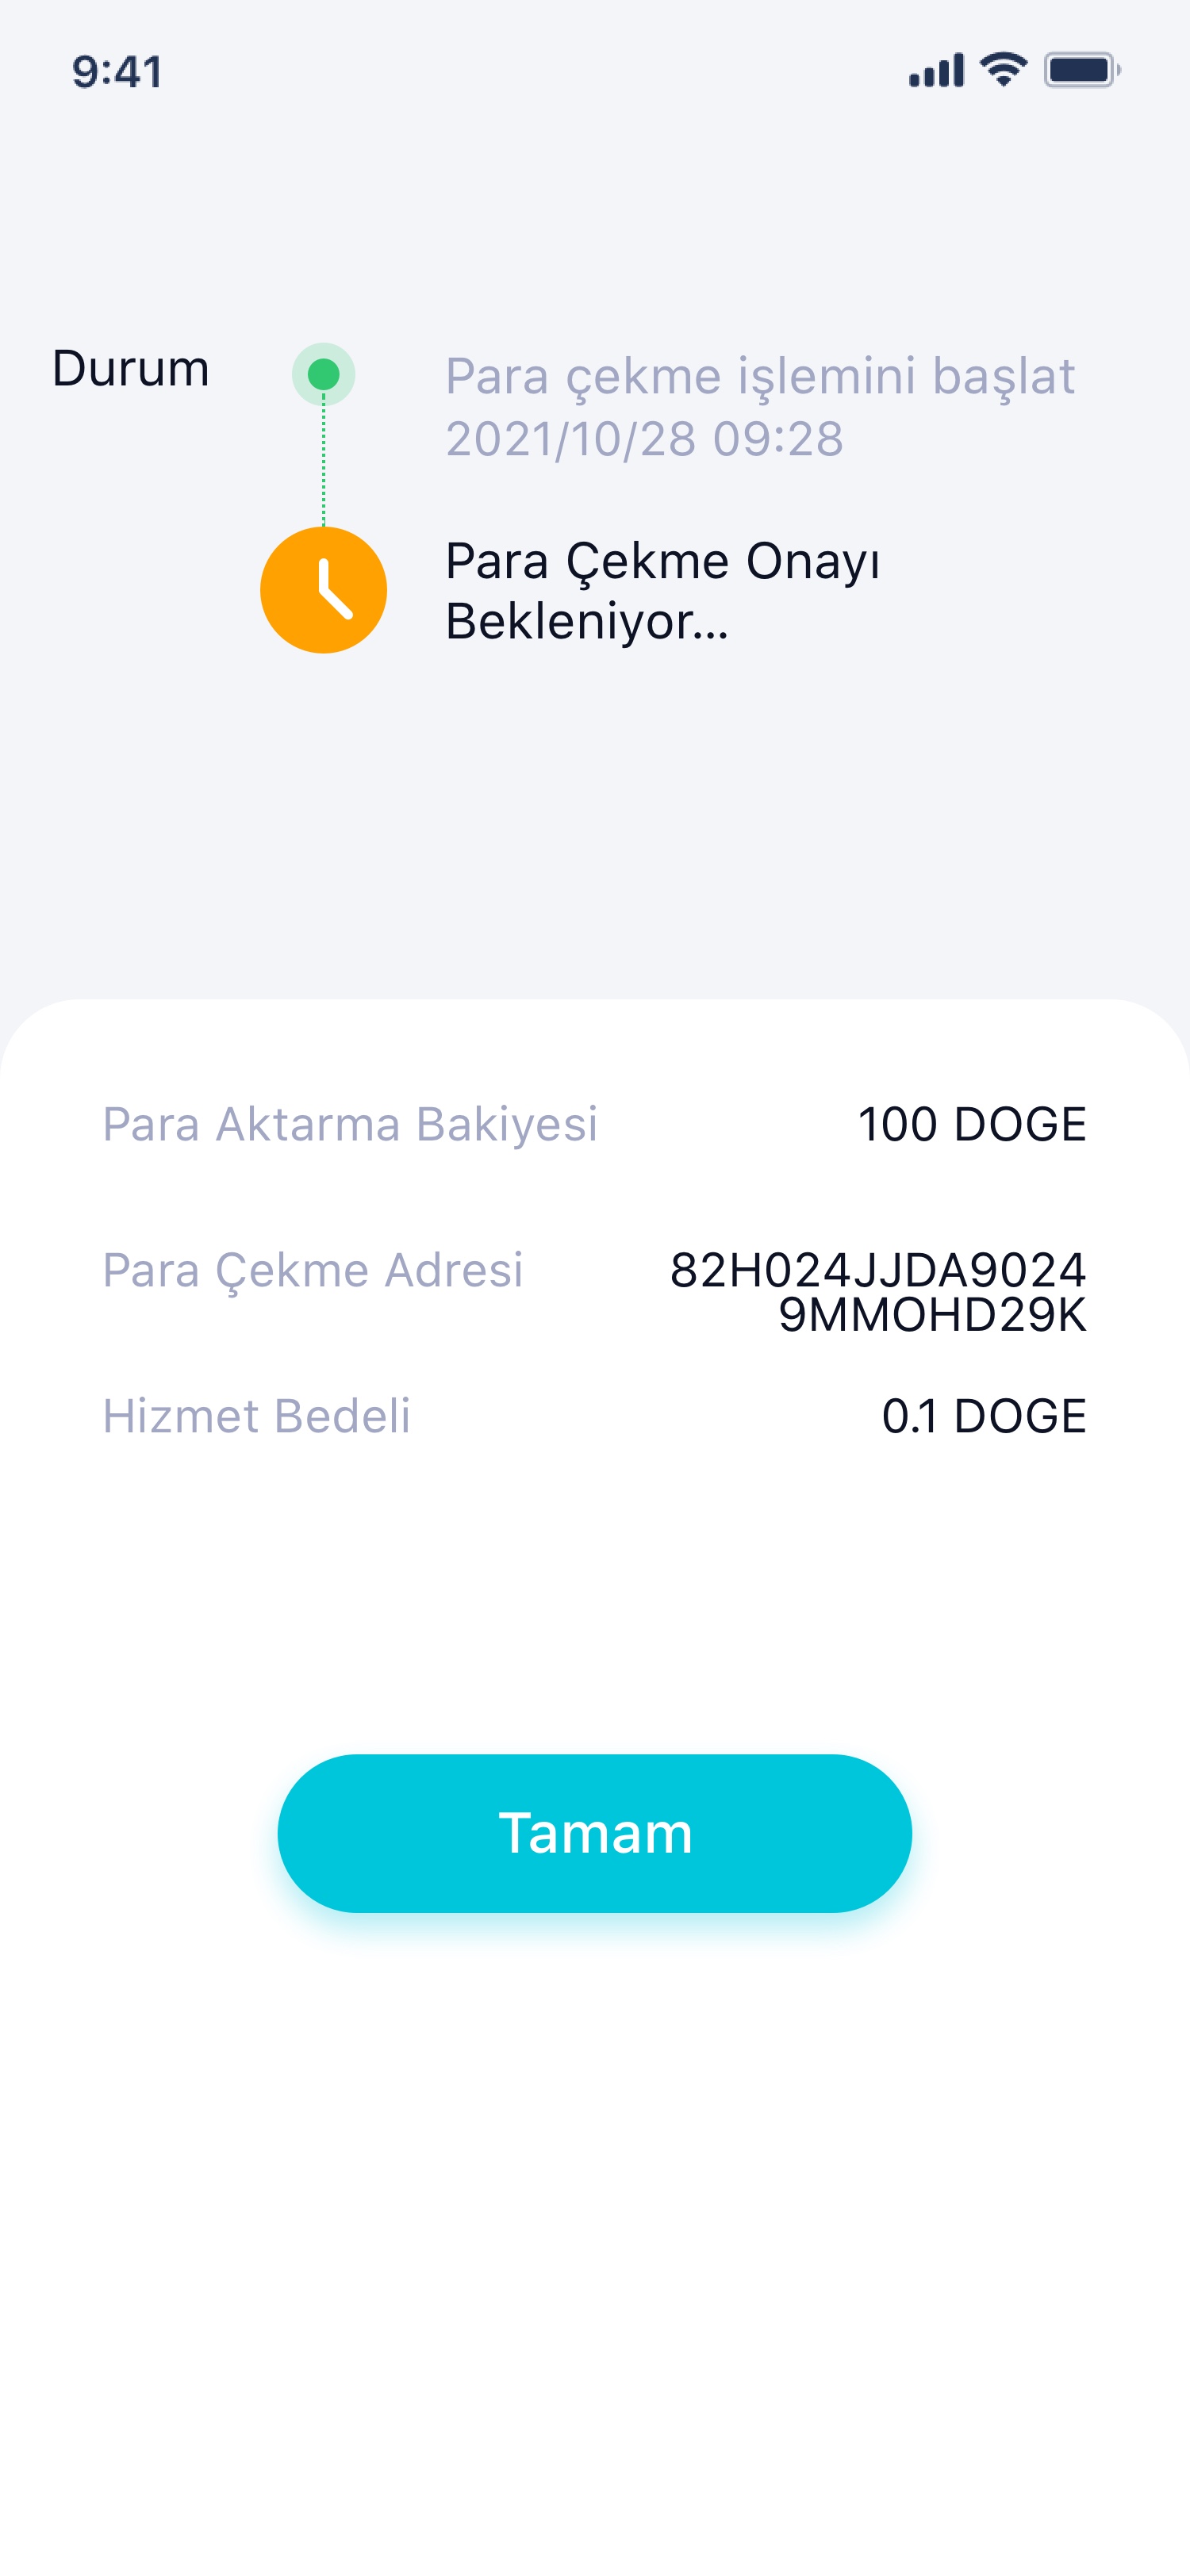 9:41
Durum
Para çekme işlemini başlat
2021/10/28 09:28
Para Çekme Onayı
Bekleniyor...
Para Aktarma Bakiyesi 100 DOGE
Para Çekme Adresi 82H024JJDA9024
9MMOHD29K
Hizmet Bedeli 0.1 DOGE
Tamam